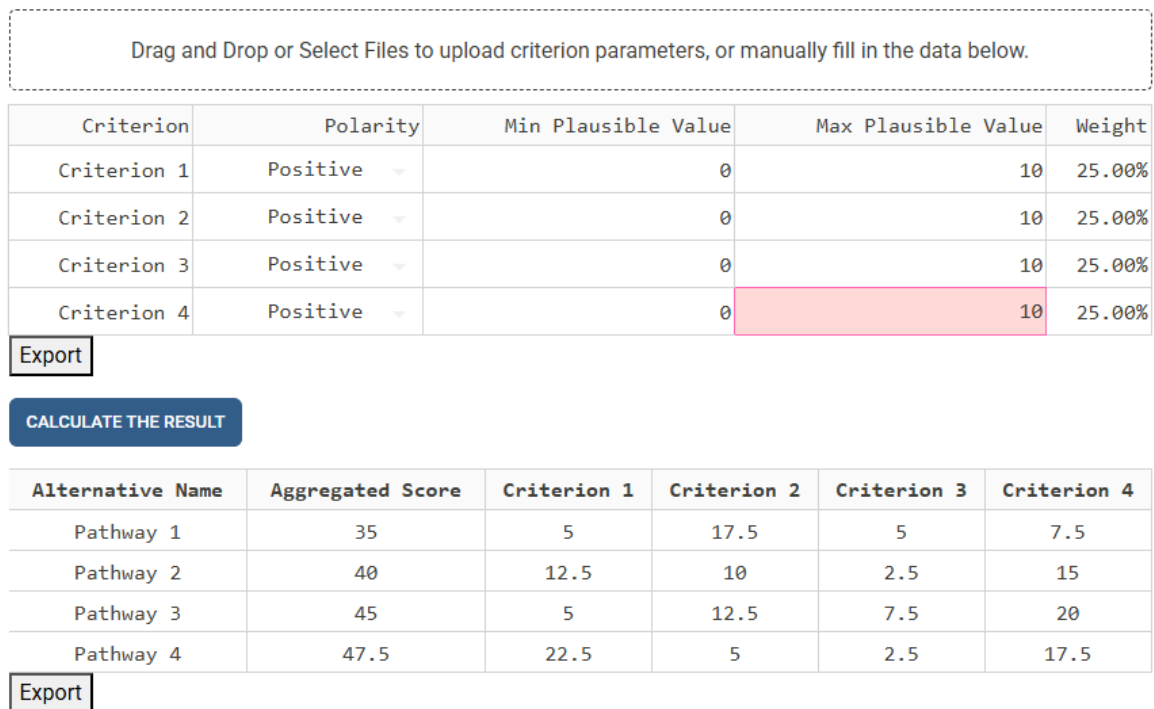 Drag and Drop or Select Files to upload criterion parameters, or manually fill in the data below.
Criterion Polarity Min Plausible Value Max Plausible Value Weight
Criterion 1 Positive 0 10 25.00%
Criterion 2 Positive 0 10 25.00%
Criterion 3 Positive 0 10 25.00%
Criterion 4 Positive 0 10 25.00%
Export
CALCULATE THE RESULT
Alternative Name Aggregated Score Criterion 1 Criterion 2 Criterion 3 Criterion 4
Pathway 1 35 5 17.5 5 7.5
Pathway 2 40 12.5 10 2.5 15
Pathway 3 45 5 12.5 7.5 20
Pathway 4 47.5 22.5 5 2.5 17.5
Export